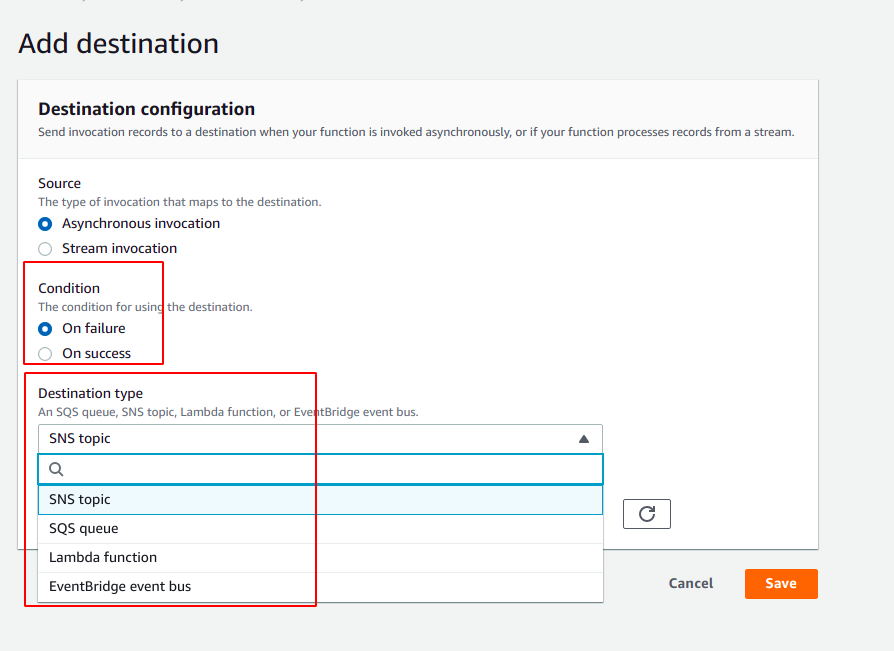 Add destination
Destination configuration
Send invocation records to a destination when your function is invoked asynchronously, or if your function processes records from a stream.
Source
The type of invocation that maps to the destination.
Asynchronous invocation
Stream invocation
Condition
The condition for using the destination.
On failure
On success
Destination type
An SQS queue, SNS topic, Lambda function, or EventBridge event bus.
SNS topic
SNS topic
SQS queue
Lambda function
EventBridge event bus
Cancel
Save